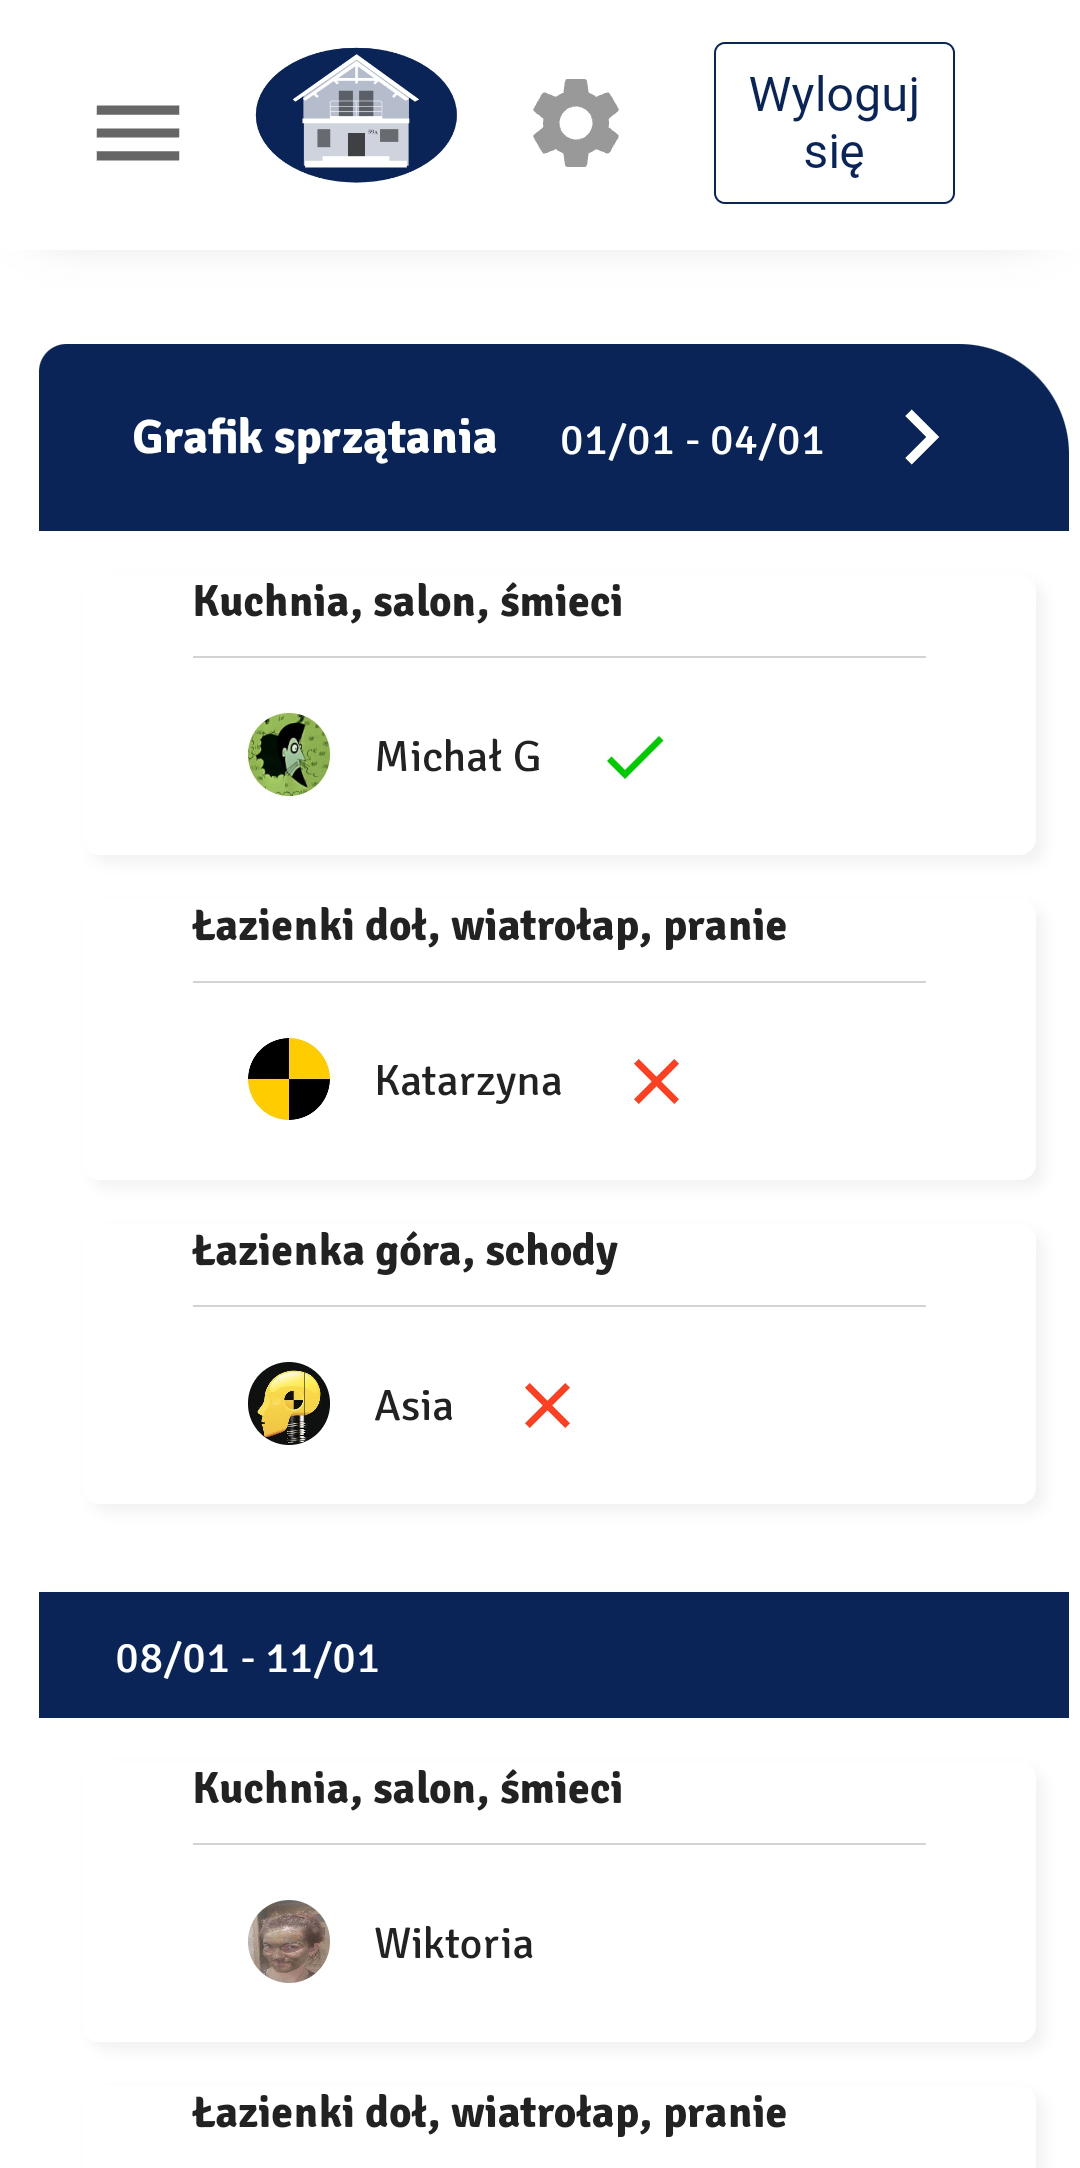 Wyloguj
się
Grafik sprzątania 01/01 - 04/01
Kuchnia, salon, śmieci
Michał G
Łazienki doł, wiatrołap, pranie
Katarzyna
Łazienka góra, schody
Asia
08/01 - 11/01
Kuchnia, salon, śmieci
Wiktoria
Łazienki doł, wiatrołap, pranie